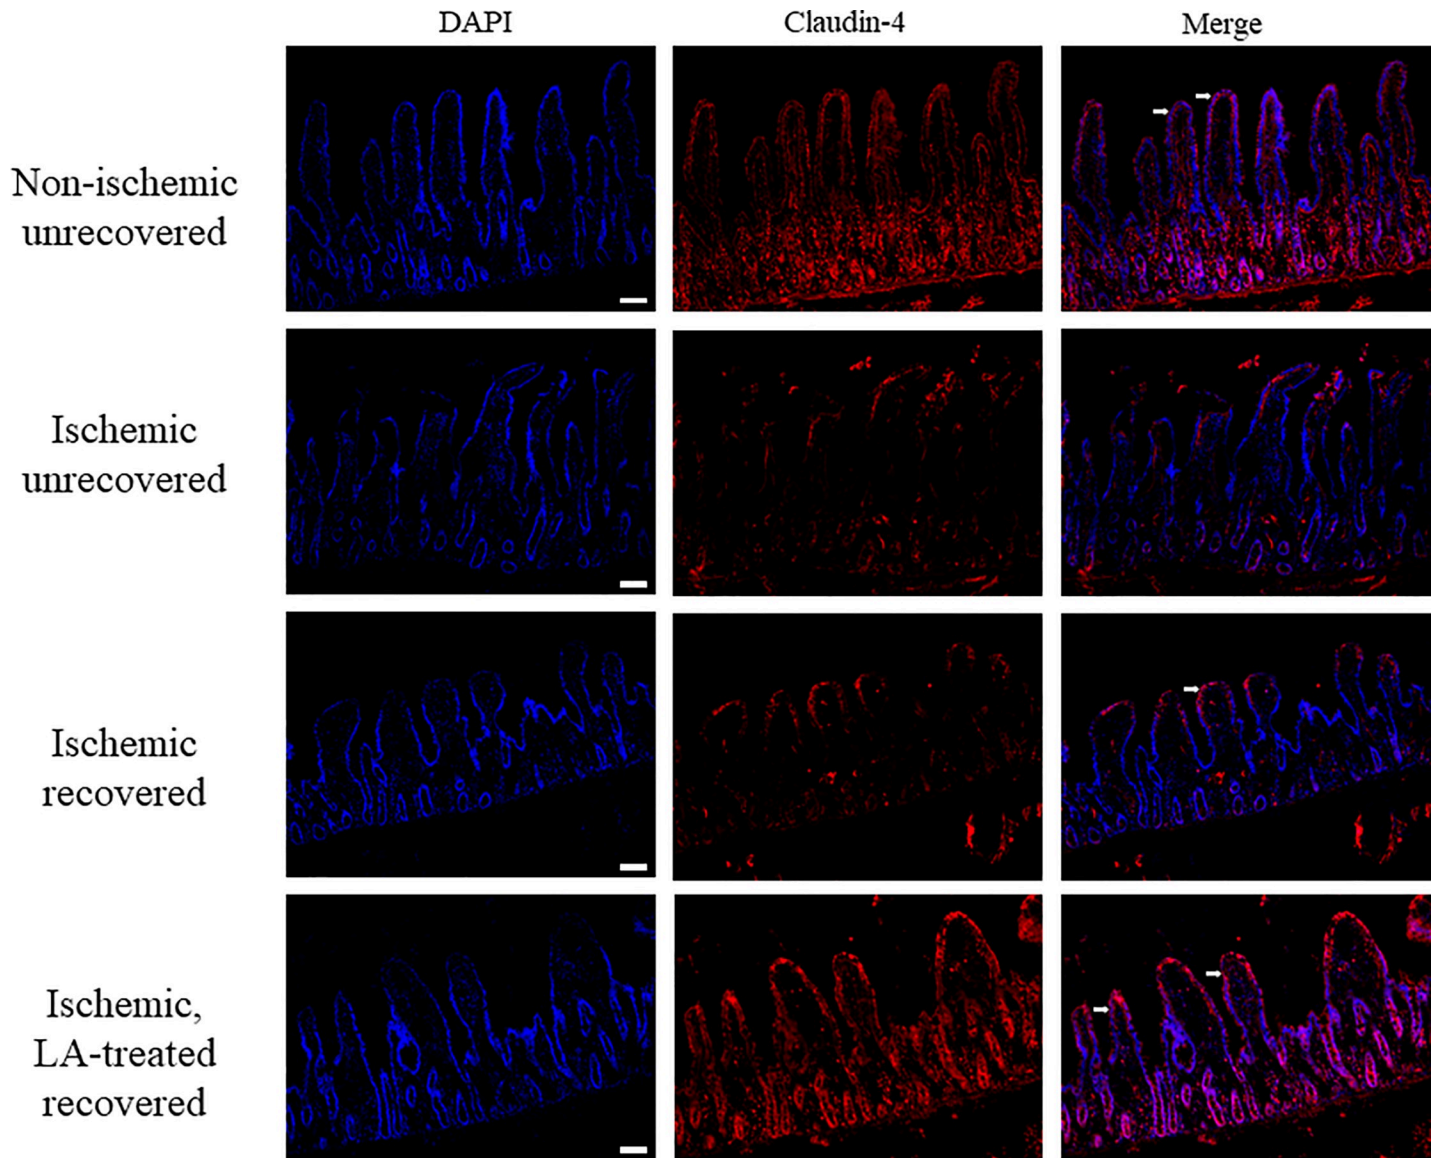 DAPI Claudin-4 Merge
Non-ischemic
unrecovered
Ischemic
unrecovered
Ischemic
recovered
Ischemic,
LA-treated
recovered